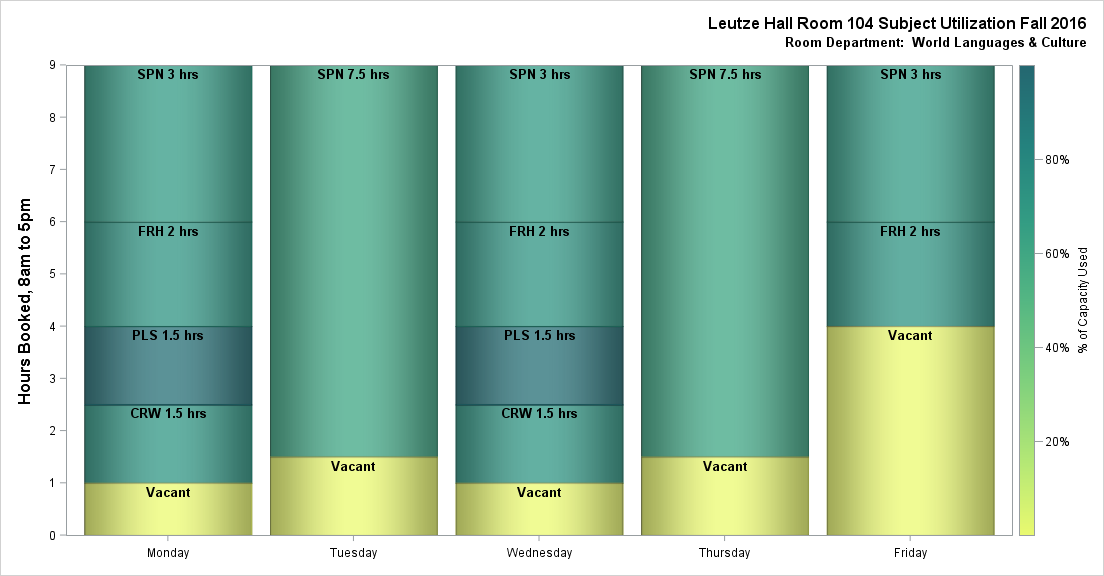 Leutze Hall Room 104 Subject Utilization Fall 2016
Room Department: World Languages & Culture
Hours Booked, 8am to 5pm
9
8
7
6
5
4
3
2
1
0
SPN 3 hrs
FRH 2 hrs
PLS 1.5 hrs
CRW 1.5 hrs
Vacant
Monday
SPN 7.5 hrs
Vacant
Tuesday
SPN 3 hrs
FRH 2 hrs
PLS 1.5 hrs
CRW 1.5 hrs
Vacant
Wednesday
SPN 7.5 hrs
Vacant
Thursday
SPN 3 hrs
FRH 2 hrs
Vacant
Friday
80%
60%
40%
20%
% of Capacity Used